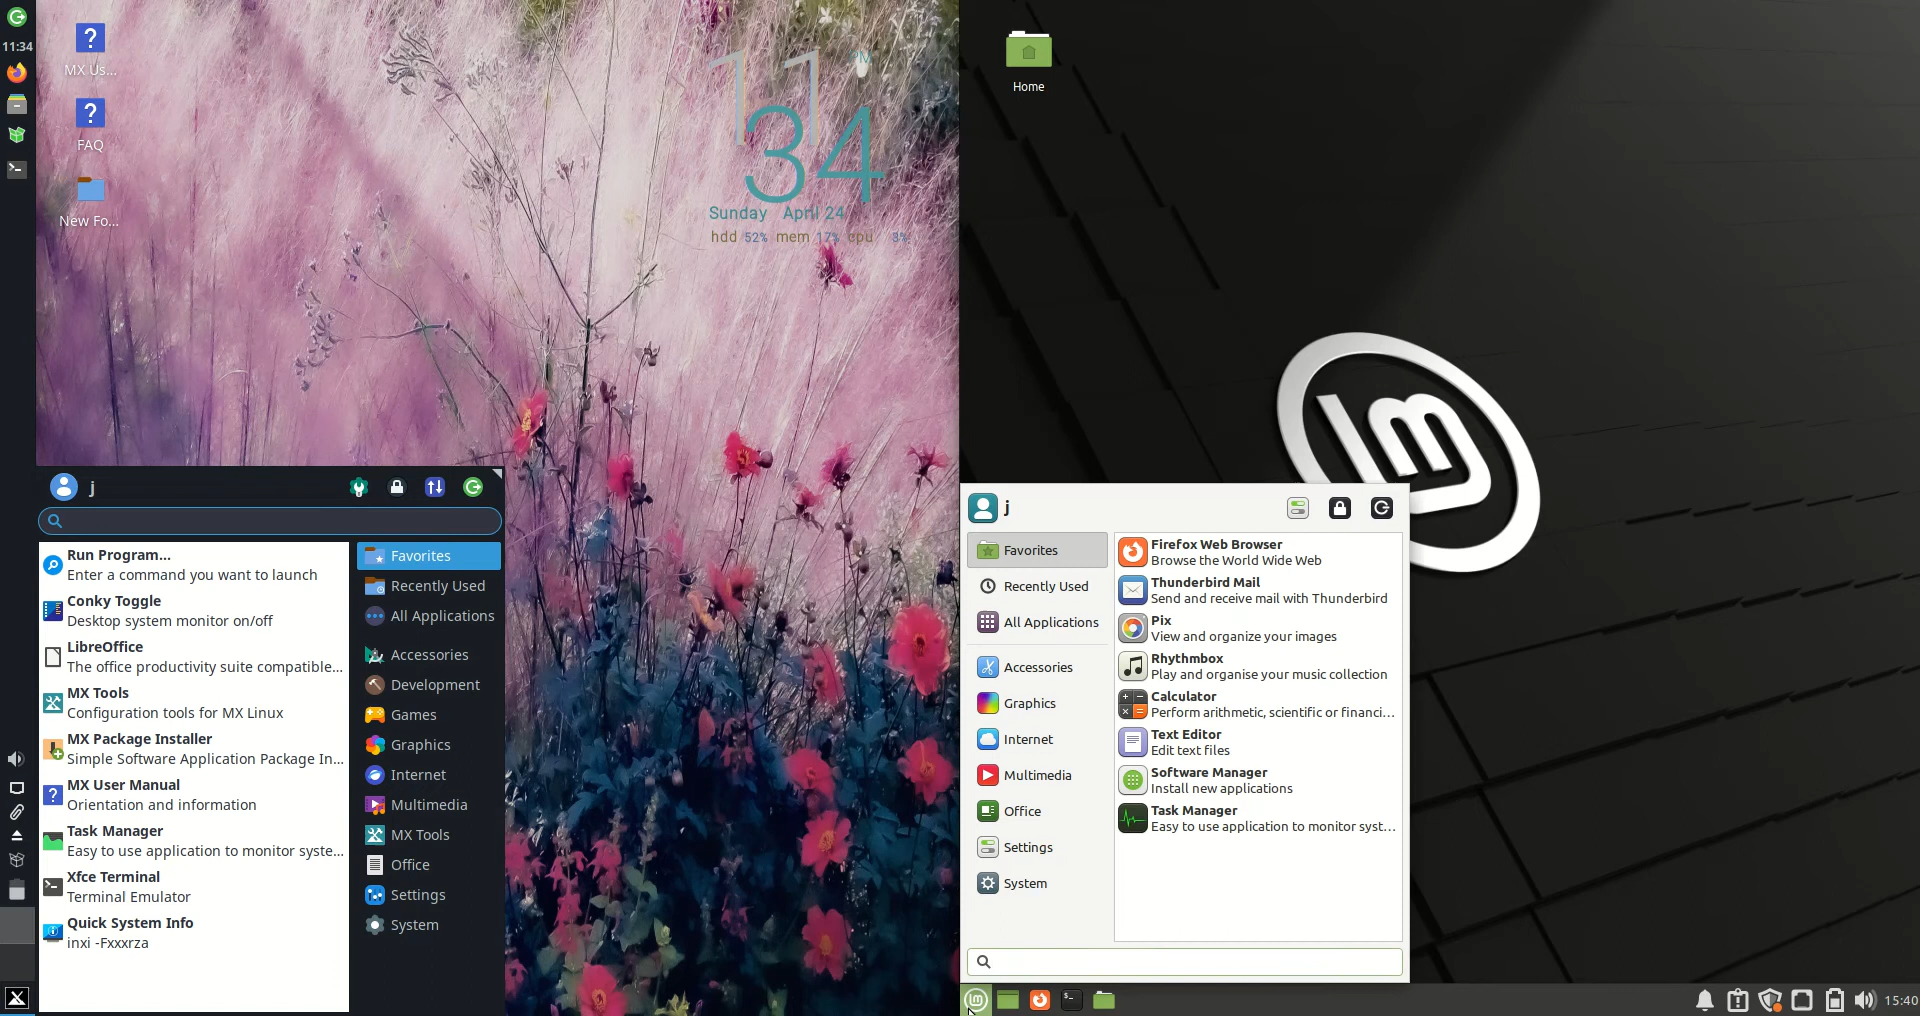 11:34
MX Us...
FAQ
New Fo...
11 PM
34
Sunday April 24
hdd 52% mem 17% cpu 3%
j
Run Program...
Enter a command you want to launch
Conky Toggle
Desktop system monitor on/off
LibreOffice
The office productivity suite compatible...
MX Tools
Configuration tools for MX Linux
MX Package Installer
Simple Software Application Package In...
MX User Manual
Orientation and information
Task Manager
Easy to use application to monitor syste...
Xfce Terminal
Terminal Emulator
Quick System Info
inxi -Fxxxrza
Favorites
Recently Used
All Applications
Accessories
Development
Games
Graphics
Internet
Multimedia
MX Tools
Office
Settings
System
Home
lm
j
Favorites
Recently Used
All Applications
Accessories
Graphics
Internet
Multimedia
Office
Settings
System
Firefox Web Browser
Browse the World Wide Web
Thunderbird Mail
Send and receive mail with Thunderbird
Pix
View and organize your images
Rhythmbox
Play and organise your music collection
Calculator
Perform arithmetic, scientific or financi...
Text Editor
Edit text files
Software Manager
Install new applications
Task Manager
Easy to use application to monitor syst...
15:40